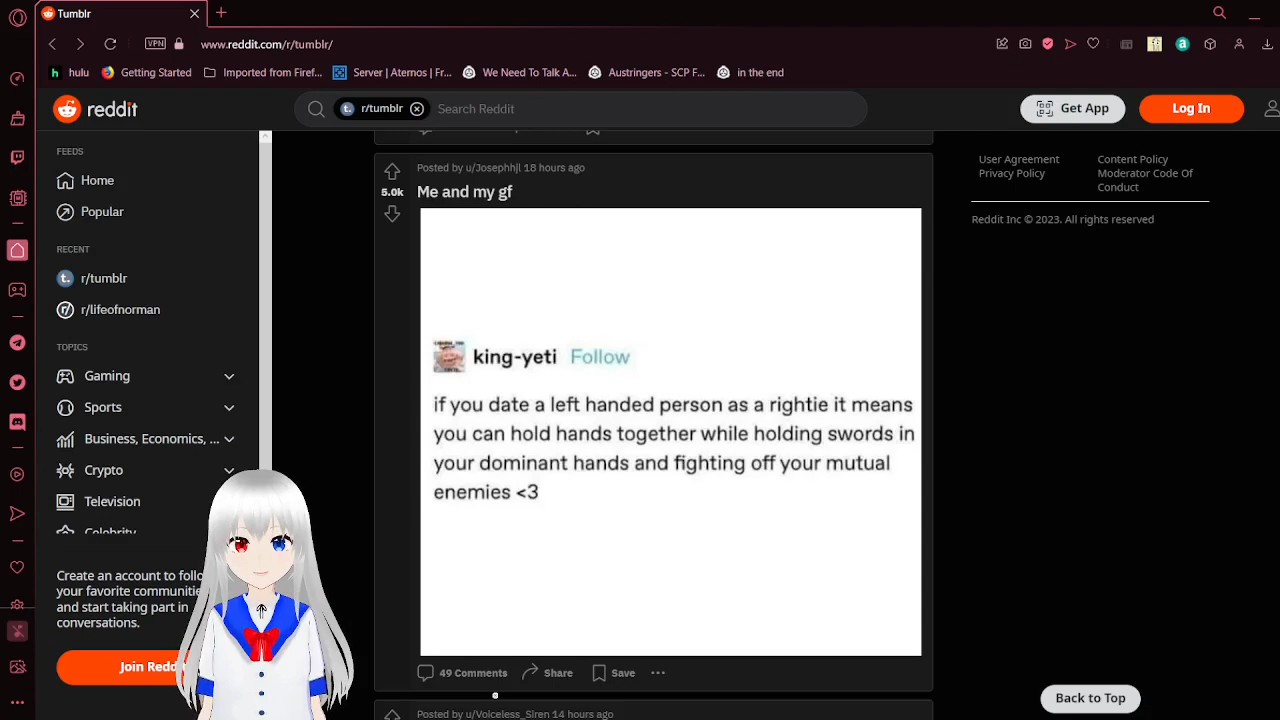 Tumblr
VPN
www.reddit.com/r/tumblr/
hulu
Getting Started
Imported from Firef...
Server | Aternos | Fr...
We Need To Talk A...
Austringers - SCP F...
in the end
reddit
r/tumblr
Search Reddit
Get App
Log In
FEEDS
Home
Popular
RECENT
r/tumblr
r/lifeofnorman
TOPICS
Gaming
Sports
Business, Economics, ...
Crypto
Television
Celebrity
Create an account to follo
your favorite communitie
and start taking part in
conversations.
Join Reddit
Posted by u/Josephhjl 18 hours ago
5.0k
Me and my gf
king-yeti Follow
if you date a left handed person as a rightie it means
you can hold hands together while holding swords in
your dominant hands and fighting off your mutual
enemies <3
49 Comments
Share
Save
Posted by u/Voiceless_Siren 14 hours ago
User Agreement
Privacy Policy
Content Policy
Moderator Code Of
Conduct
Reddit Inc © 2023. All rights reserved
Back to Top